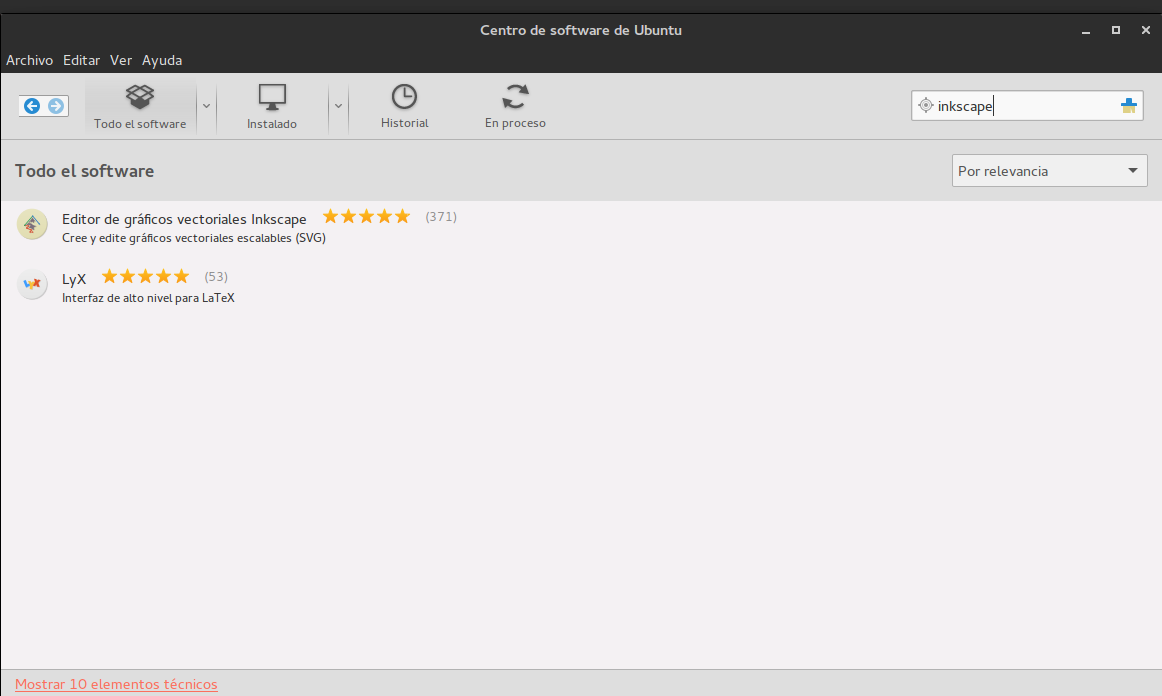 Centro de software de Ubuntu
Archivo Editar Ver Ayuda
Todo el software
Instalado
Historial
En proceso
inkscape
Todo el software
Por relevancia
Editor de gráficos vectoriales Inkscape (371)
Cree y edite gráficos vectoriales escalables (SVG)
LyX (53)
Interfaz de alto nivel para LaTeX
Mostrar 10 elementos técnicos